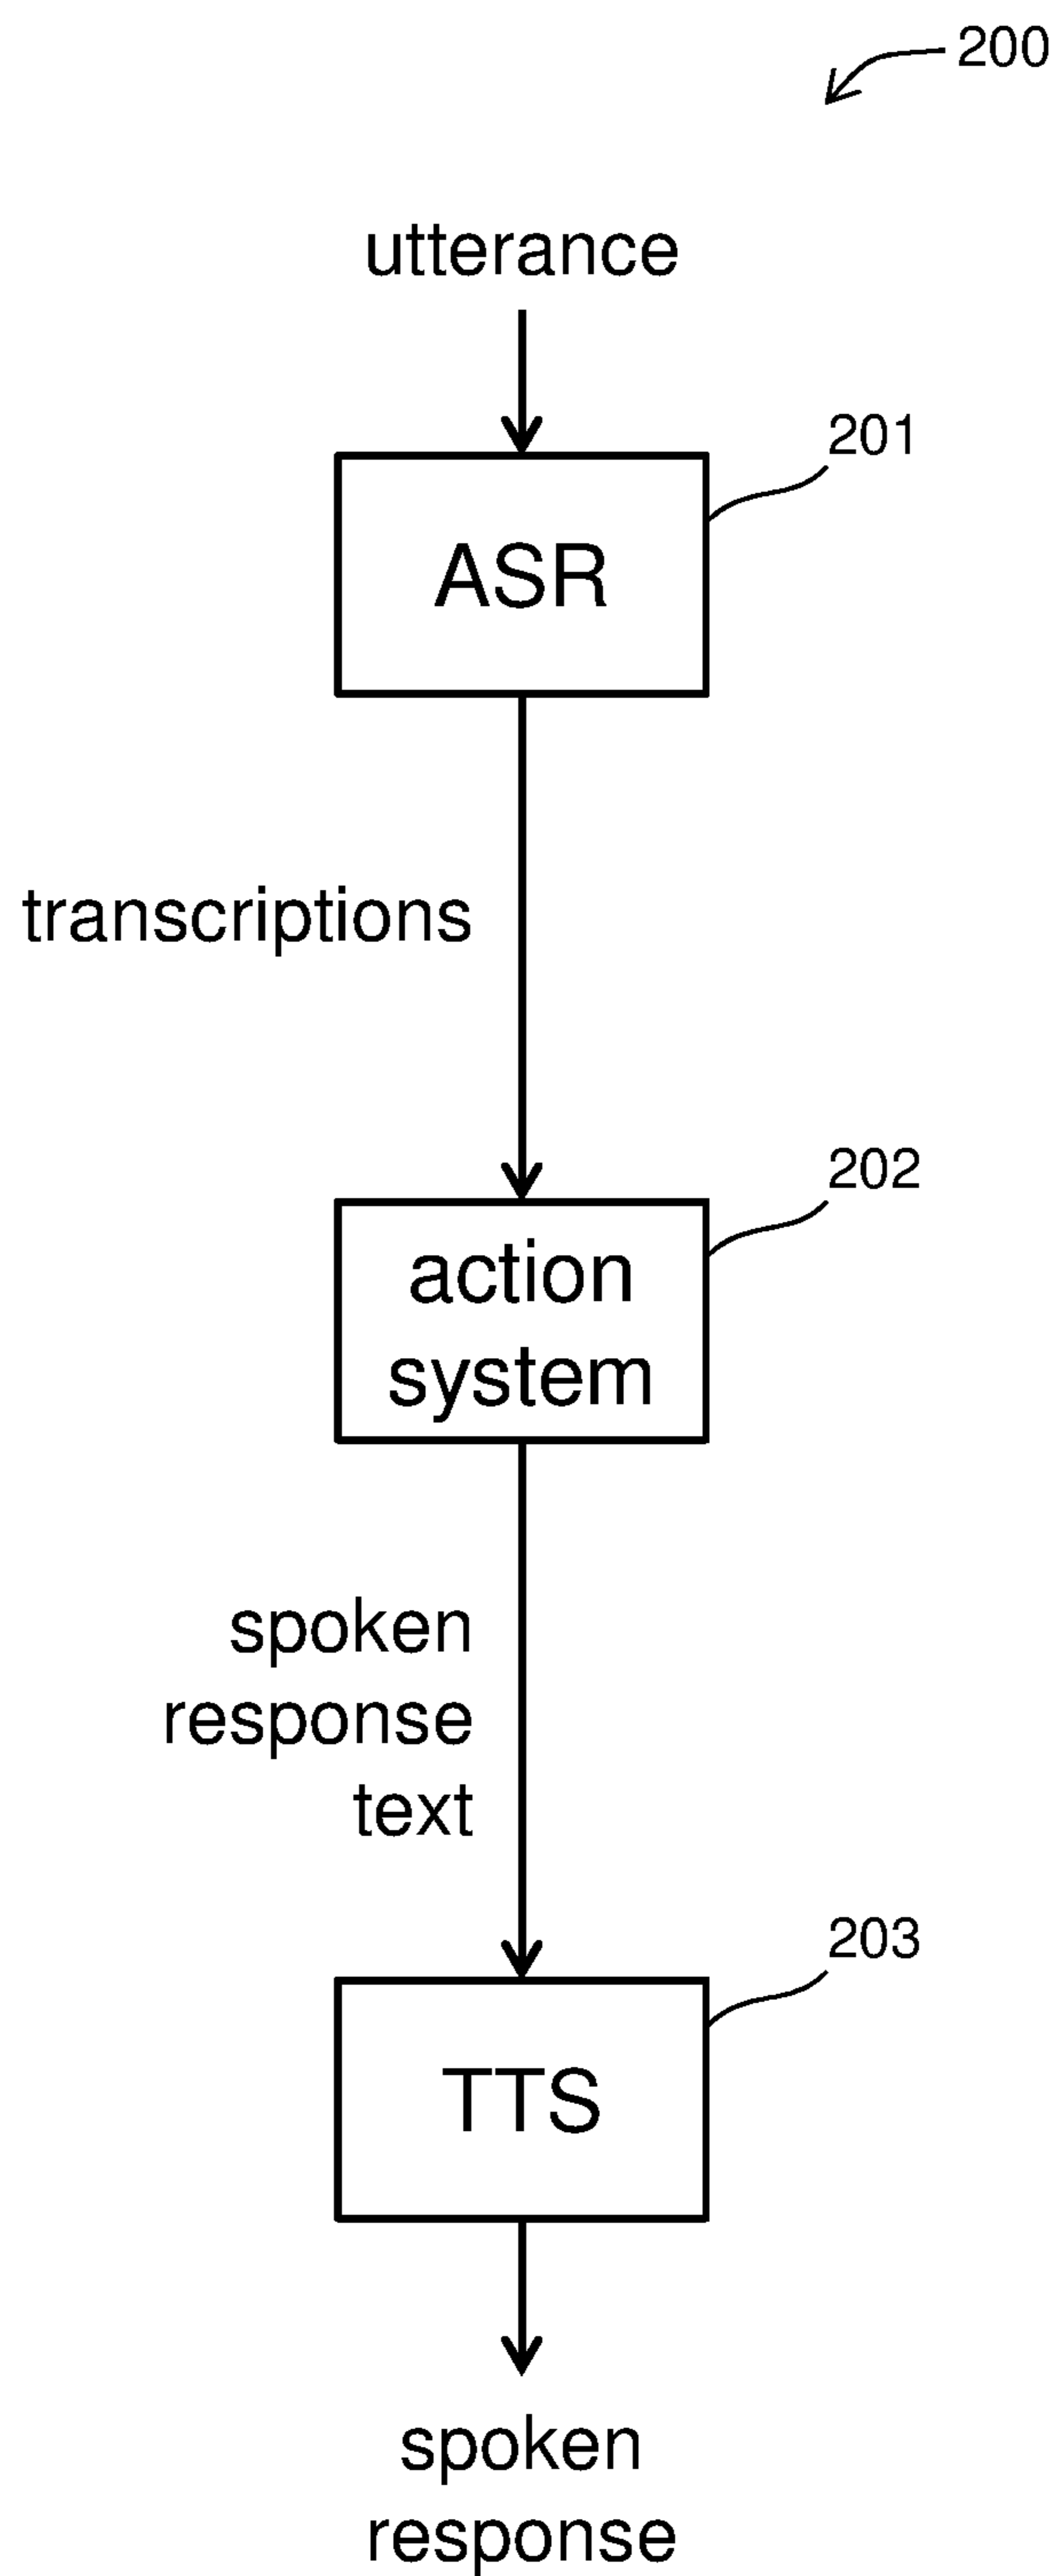 200
utterance
201
ASR
transcriptions
202
action
system
spoken
response
text
203
TTS
spoken
response